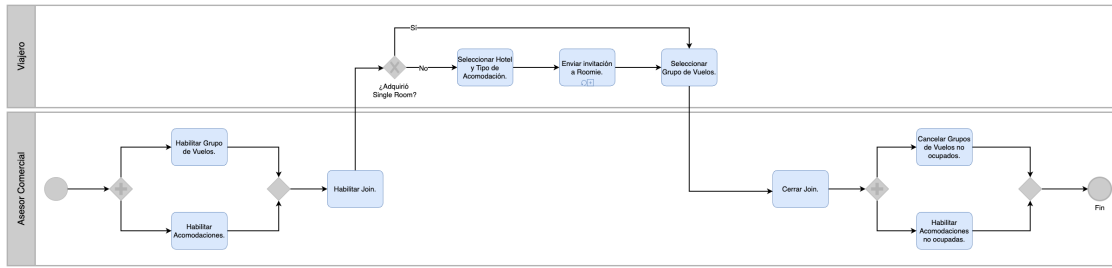 Viajero
Sí
No
¿Adquirió
Single Room?
Seleccionar Hotel
y Tipo de
Acomodación.
Enviar invitación
a Roomie.
Seleccionar
Grupo de Vuelos.
Asesor Comercial
Habilitar Grupo
de Vuelos.
Habilitar
Acomodaciones.
Habilitar Join.
Cerrar Join.
Cancelar Grupos
de Vuelos no
ocupados.
Habilitar
Acomodaciones
no ocupadas.
Fin